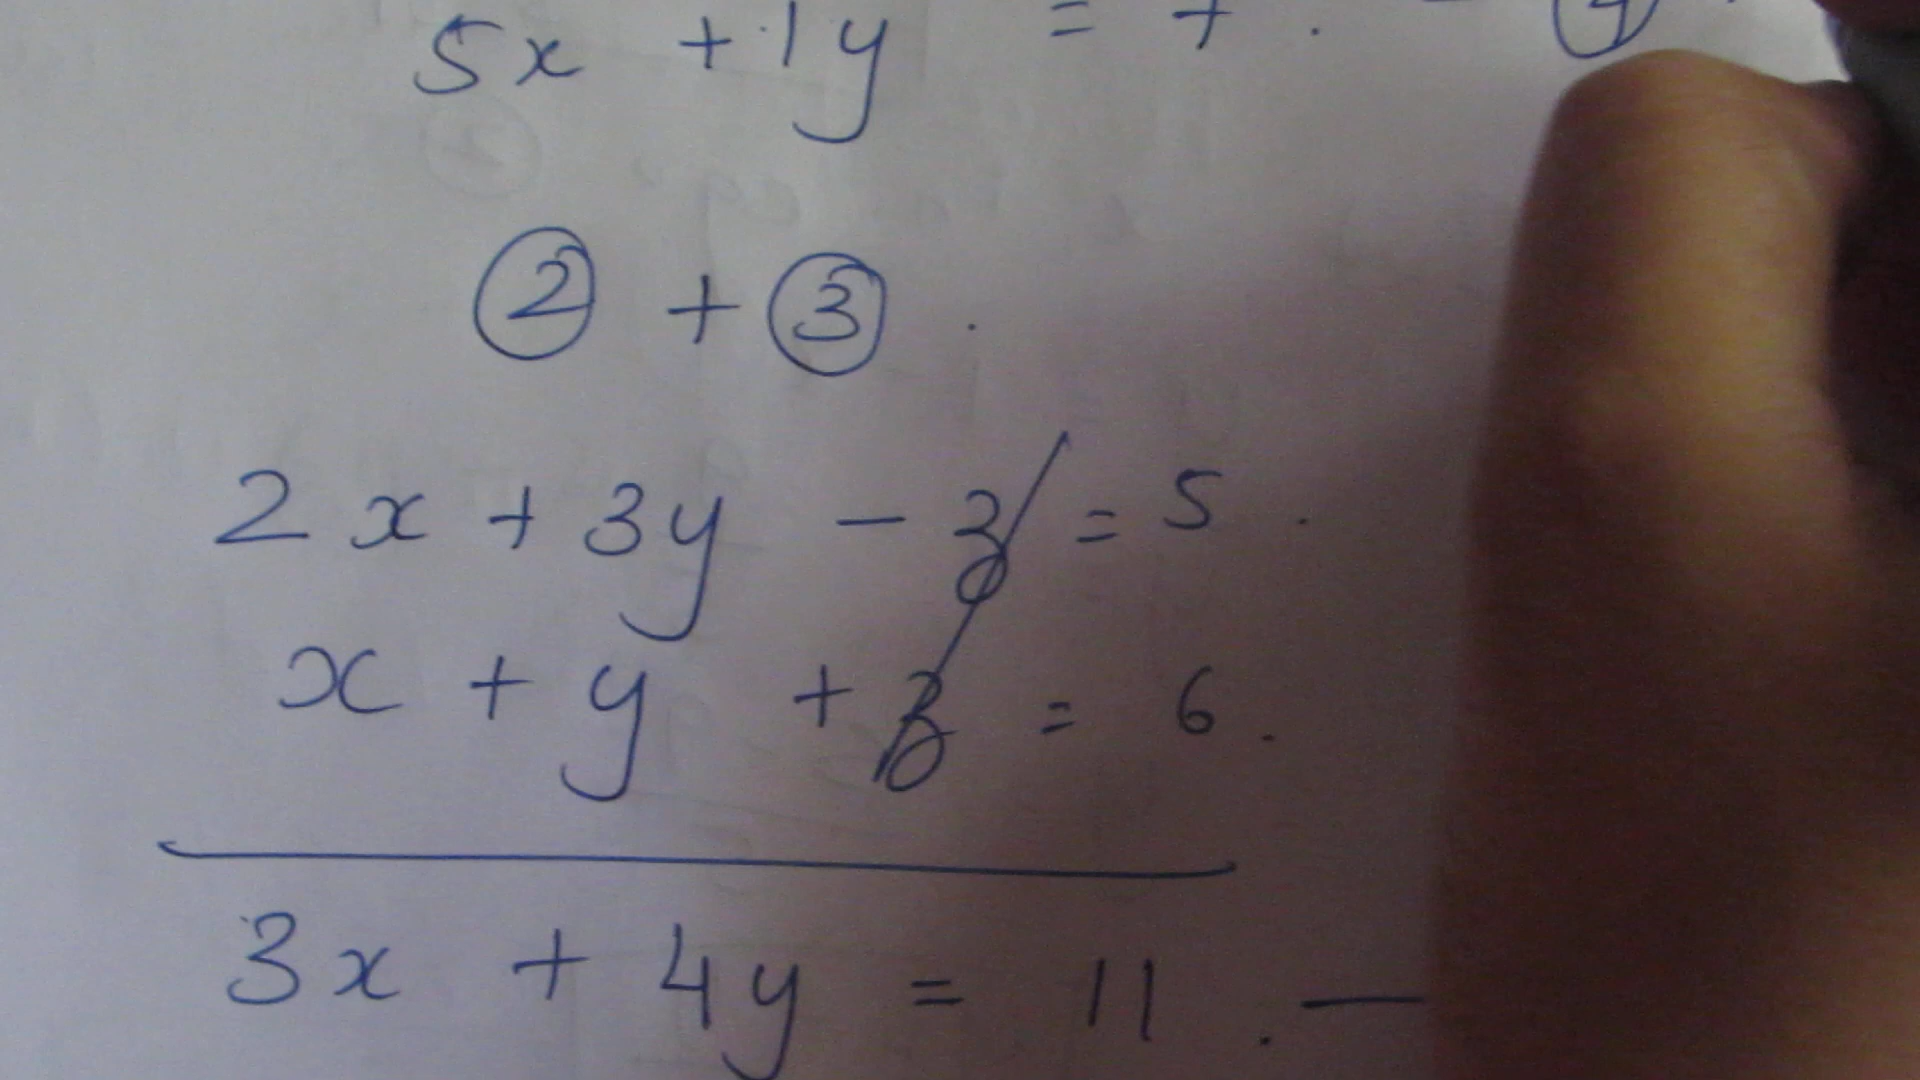 5x + 1y = 7 . - 4
2 + 3 .
2x + 3y - z = 5 .
x + y + z = 6 .
3x + 4y = 11 . —